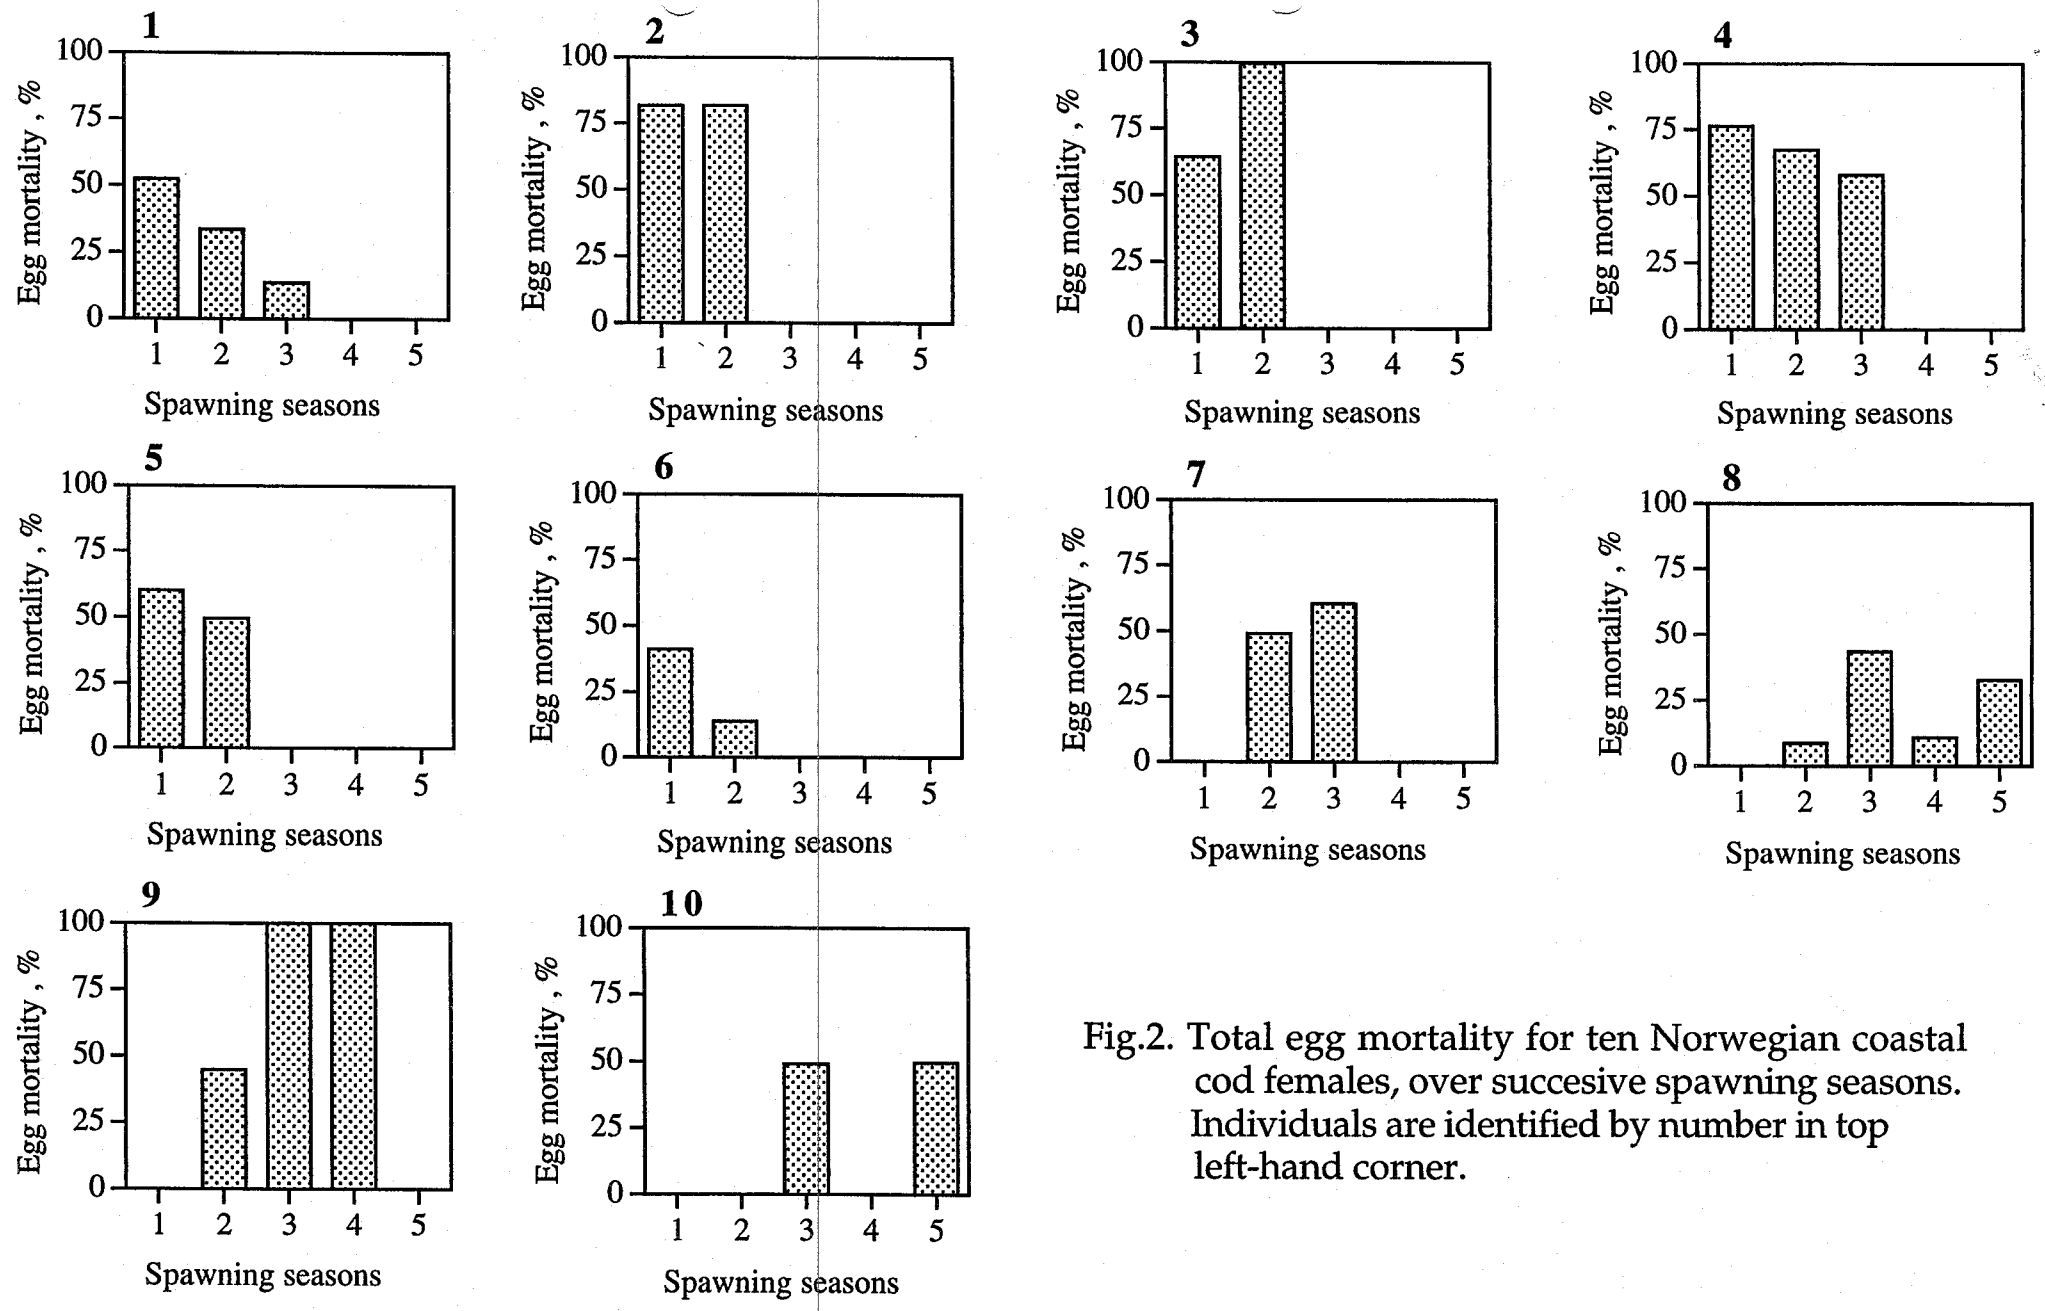 1
2
3
4
100
75
50
25
0
Egg mortality , %
1 2 3 4 5
Spawning seasons
100
75
50
25
0
Egg mortality , %
1 2 3 4 5
Spawning seasons
100
75
50
25
0
Egg mortality , %
1 2 3 4 5
Spawning seasons
100
75
50
25
0
Egg mortality , %
1 2 3 4 5
Spawning seasons
5
6
7
8
100
75
50
25
0
Egg mortality , %
1 2 3 4 5
Spawning seasons
100
75
50
25
0
Egg mortality , %
1 2 3 4 5
Spawning seasons
100
75
50
25
0
Egg mortality , %
1 2 3 4 5
Spawning seasons
100
75
50
25
0
Egg mortality , %
1 2 3 4 5
Spawning seasons
9
10
100
75
50
25
0
Egg mortality , %
1 2 3 4 5
Spawning seasons
100
75
50
25
0
Egg mortality , %
1 2 3 4 5
Spawning seasons
Fig.2. Total egg mortality for ten Norwegian coastal
cod females, over succesive spawning seasons.
Individuals are identified by number in top
left-hand corner.